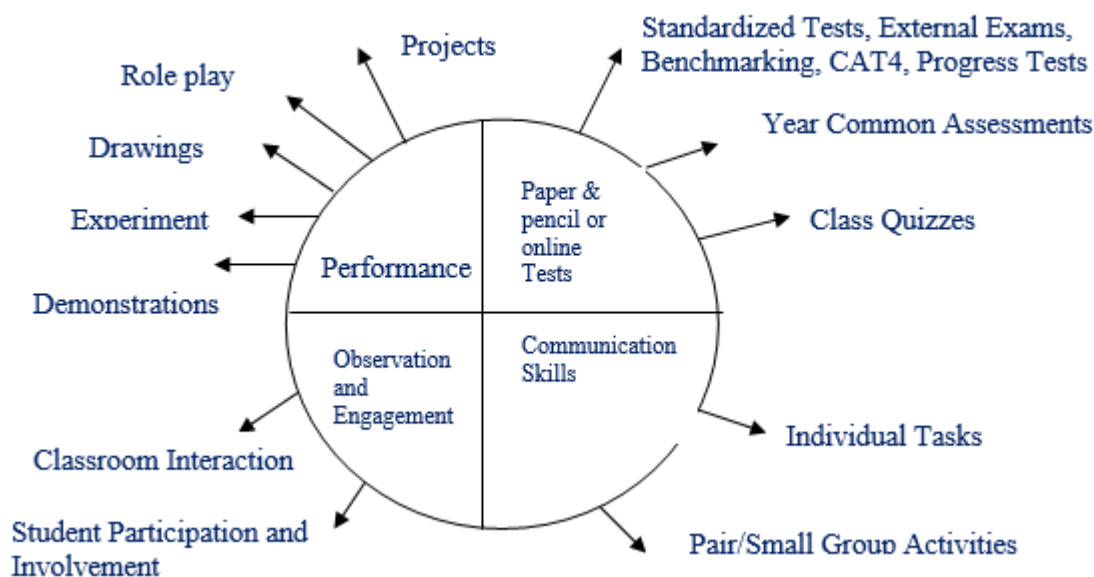 Projects
Standardized Tests, External Exams,
Benchmarking, CAT4, Progress Tests
Role play
Year Common Assessments
Drawings
Paper &
pencil or
online
Tests
Experiment
Class Quizzes
Performance
Demonstrations
Observation
and
Engagement
Communication
Skills
Individual Tasks
Classroom Interaction
Student Participation and
Involvement
Pair/Small Group Activities